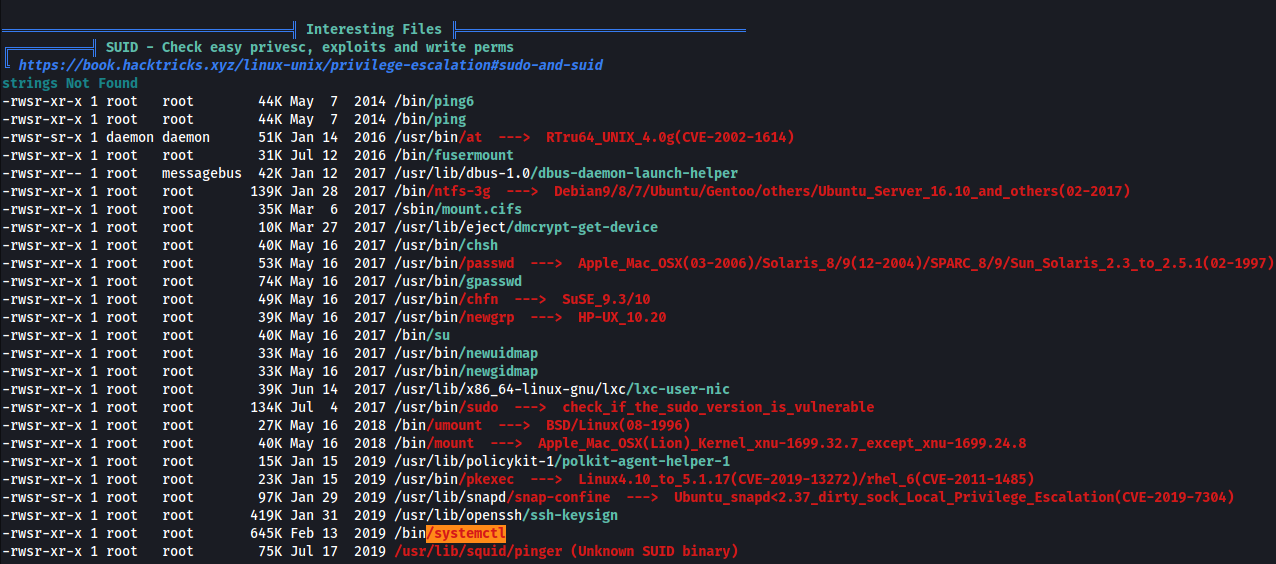 Interesting Files
SUID - Check easy privesc, exploits and write perms
https://book.hacktricks.xyz/linux-unix/privilege-escalation#sudo-and-suid
strings Not Found
-rwsr-xr-x 1 root   root        44K May  7  2014 /bin/ping6
-rwsr-xr-x 1 root   root        44K May  7  2014 /bin/ping
-rwsr-sr-x 1 daemon daemon      51K Jan 14  2016 /usr/bin/at  --->  RTru64_UNIX_4.0g(CVE-2002-1614)
-rwsr-xr-x 1 root   root        31K Jul 12  2016 /bin/fusermount
-rwsr-xr-- 1 root   messagebus  42K Jan 12  2017 /usr/lib/dbus-1.0/dbus-daemon-launch-helper
-rwsr-xr-x 1 root   root       139K Jan 28  2017 /bin/ntfs-3g  --->  Debian9/8/7/Ubuntu/Gentoo/others/Ubuntu_Server_16.10_and_others(02-2017)
-rwsr-xr-x 1 root   root        35K Mar  6  2017 /sbin/mount.cifs
-rwsr-xr-x 1 root   root        10K Mar 27  2017 /usr/lib/eject/dmcrypt-get-device
-rwsr-xr-x 1 root   root        40K May 16  2017 /usr/bin/chsh
-rwsr-xr-x 1 root   root        53K May 16  2017 /usr/bin/passwd  --->  Apple_Mac_OSX(03-2006)/Solaris_8/9(12-2004)/SPARC_8/9/Sun_Solaris_2.3_to_2.5.1(02-1997)
-rwsr-xr-x 1 root   root        74K May 16  2017 /usr/bin/gpasswd
-rwsr-xr-x 1 root   root        49K May 16  2017 /usr/bin/chfn  --->  SuSE_9.3/10
-rwsr-xr-x 1 root   root        39K May 16  2017 /usr/bin/newgrp  --->  HP-UX_10.20
-rwsr-xr-x 1 root   root        40K May 16  2017 /bin/su
-rwsr-xr-x 1 root   root        33K May 16  2017 /usr/bin/newuidmap
-rwsr-xr-x 1 root   root        33K May 16  2017 /usr/bin/newgidmap
-rwsr-xr-x 1 root   root        39K Jun 14  2017 /usr/lib/x86_64-linux-gnu/lxc/lxc-user-nic
-rwsr-xr-x 1 root   root       134K Jul  4  2017 /usr/bin/sudo  --->  check_if_the_sudo_version_is_vulnerable
-rwsr-xr-x 1 root   root        27K May 16  2018 /bin/umount  --->  BSD/Linux(08-1996)
-rwsr-xr-x 1 root   root        40K May 16  2018 /bin/mount  --->  Apple_Mac_OSX(Lion)_Kernel_xnu-1699.32.7_except_xnu-1699.24.8
-rwsr-xr-x 1 root   root        15K Jan 15  2019 /usr/lib/policykit-1/polkit-agent-helper-1
-rwsr-xr-x 1 root   root        23K Jan 15  2019 /usr/bin/pkexec  --->  Linux4.10_to_5.1.17(CVE-2019-13272)/rhel_6(CVE-2011-1485)
-rwsr-sr-x 1 root   root        97K Jan 29  2019 /usr/lib/snapd/snap-confine  --->  Ubuntu_snapd<2.37_dirty_sock_Local_Privilege_Escalation(CVE-2019-7304)
-rwsr-xr-x 1 root   root       419K Jan 31  2019 /usr/lib/openssh/ssh-keysign
-rwsr-xr-x 1 root   root       645K Feb 13  2019 /bin/systemctl
-rwsr-xr-x 1 root   root        75K Jul 17  2019 /usr/lib/squid/pinger (Unknown SUID binary)